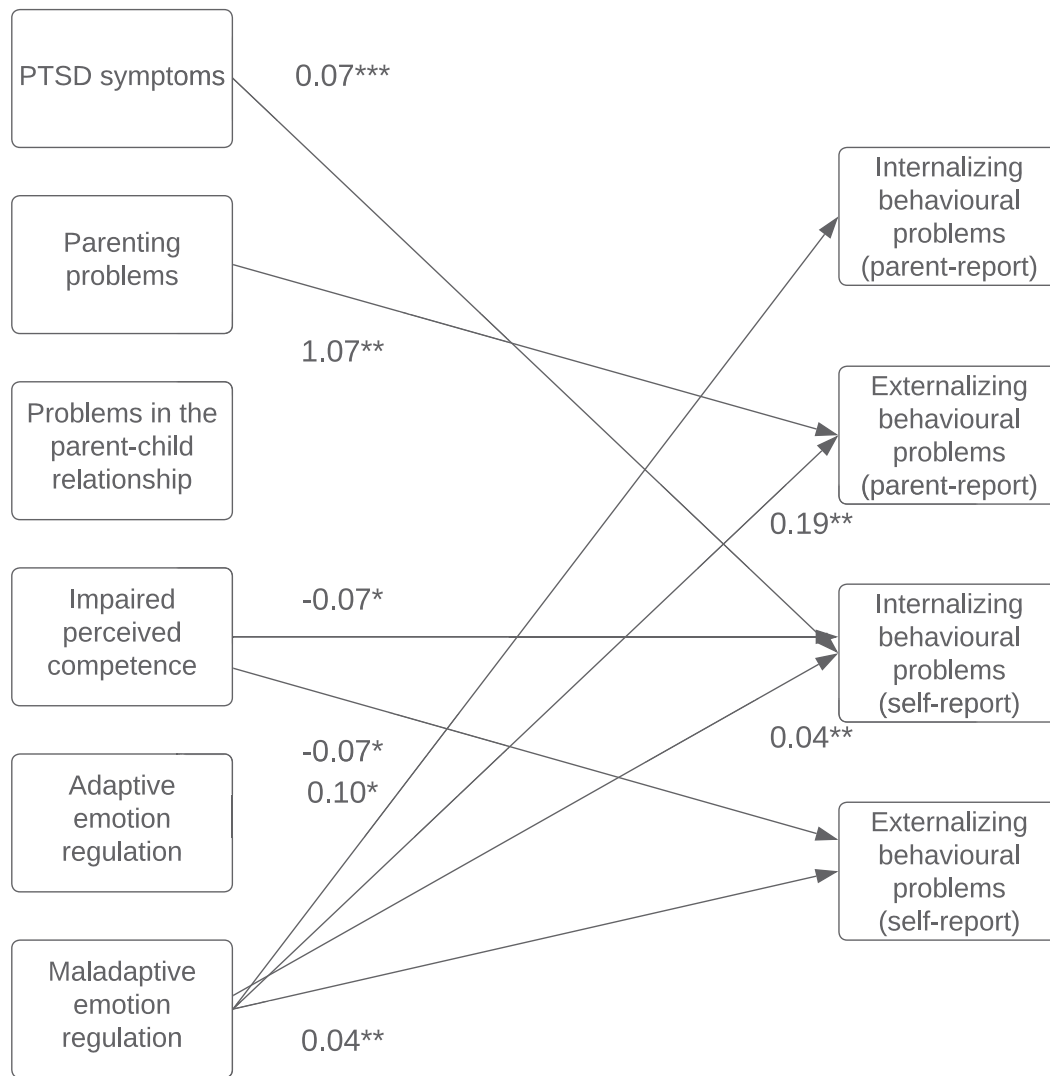 PTSD symptoms
0.07***
Parenting
problems
1.07**
Problems in the
parent-child
relationship
Impaired
perceived
competence
-0.07*
-0.07*
0.10*
Adaptive
emotion
regulation
Maladaptive
emotion
regulation
0.04**
Internalizing
behavioural
problems
(parent-report)
Externalizing
behavioural
problems
(parent-report)
0.19**
Internalizing
behavioural
problems
(self-report)
0.04**
Externalizing
behavioural
problems
(self-report)